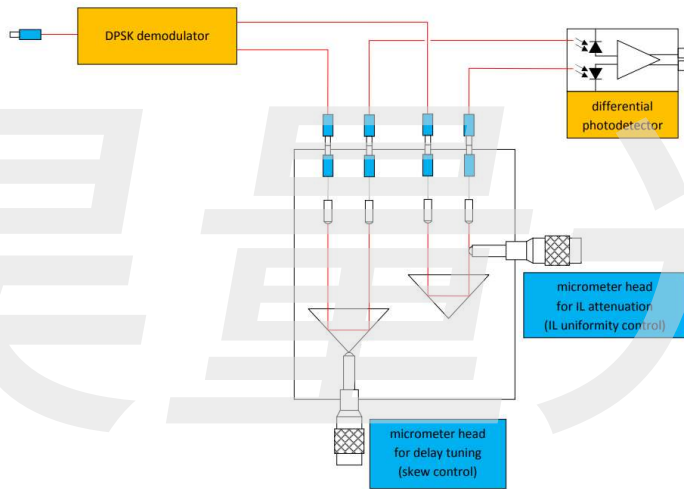 DPSK demodulator
differential
photodetector
micrometer head
for IL attenuation
(IL uniformity control)
micrometer head
for delay tuning
(skew control)